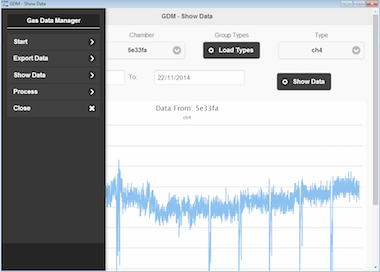 GDM - Show Data
Gas Data Manager
Start
Export Data
Show Data
Process
Close
GDM - Show Data
Chamber
Group Types
Type
5e33fa
Load Types
ch4
To:
22/11/2014
Show Data
Data From: 5e33fa
ch4